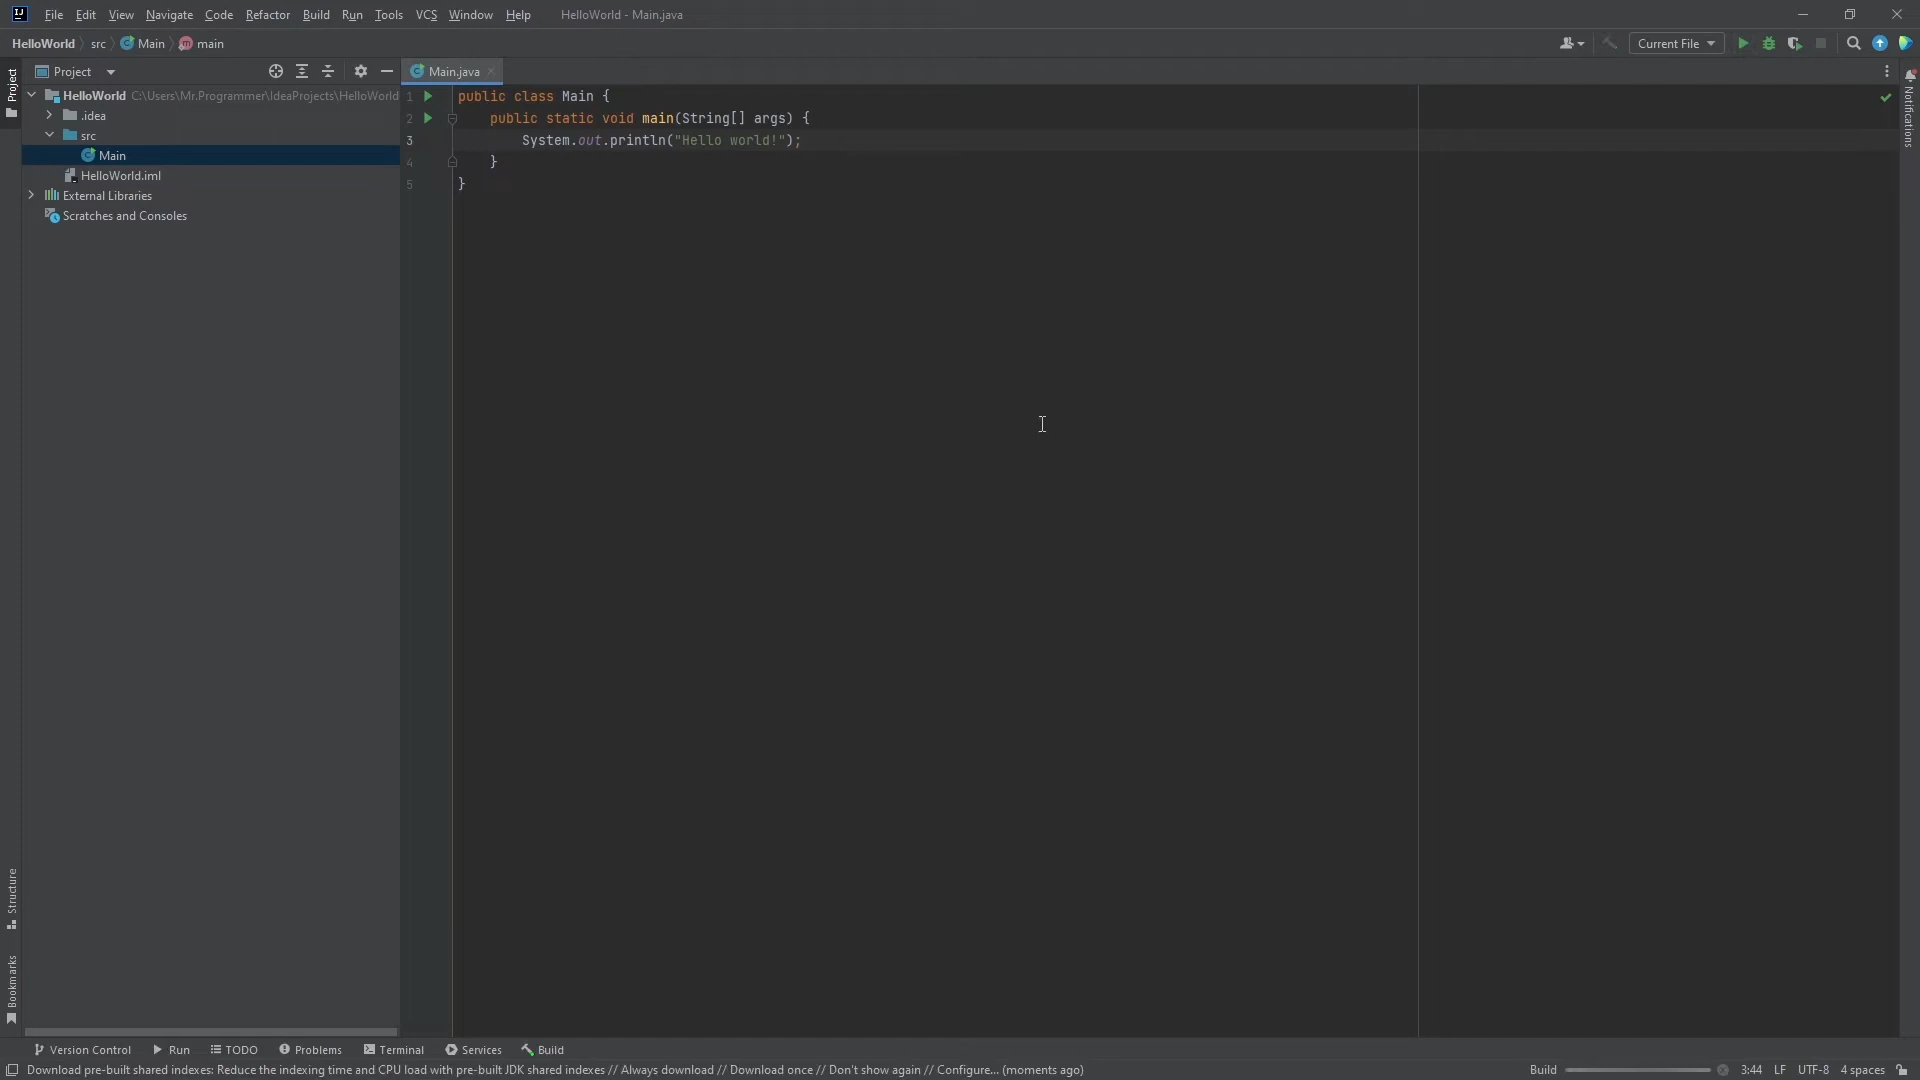 File Edit View Navigate Code Refactor Build Run Tools VCS Window Help HelloWorld - Main.java
HelloWorld src Main main Current File
Project
Project
HelloWorld C:\Users\Mr.Programmer\IdeaProjects\HelloWorld
.idea
src
Main
HelloWorld.iml
External Libraries
Scratches and Consoles
Structure
Bookmarks
Main.java
1 public class Main {
2 public static void main(String[] args) {
3 System.out.println("Hello world!");
4 }
5 }
Notifications
Version Control Run TODO Problems Terminal Services Build
Download pre-built shared indexes: Reduce the indexing time and CPU load with pre-built JDK shared indexes // Always download // Download once // Don't show again // Configure... (moments ago) Build 3:44 LF UTF-8 4 spaces